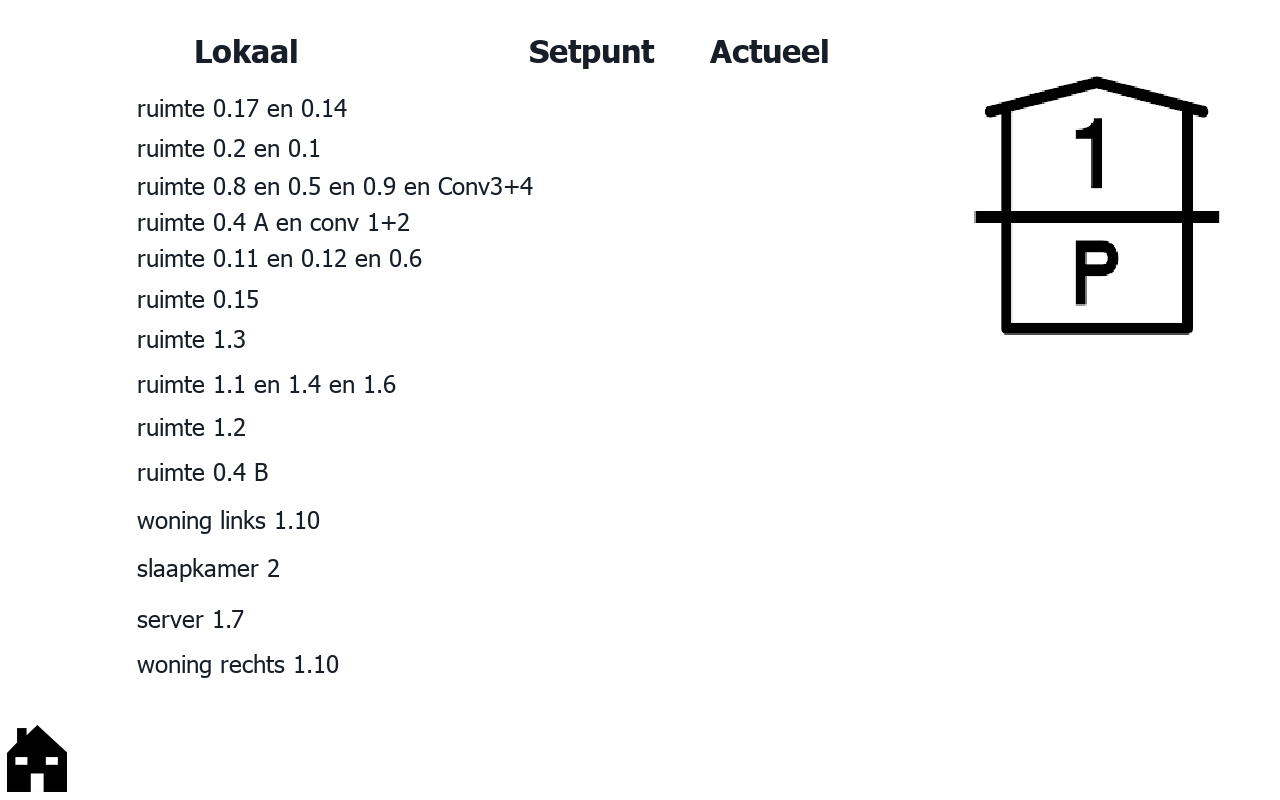 Lokaal Setpunt Actueel
ruimte 0.17 en 0.14
ruimte 0.2 en 0.1
ruimte 0.8 en 0.5 en 0.9 en Conv3+4
ruimte 0.4 A en conv 1+2
ruimte 0.11 en 0.12 en 0.6
ruimte 0.15
ruimte 1.3
ruimte 1.1 en 1.4 en 1.6
ruimte 1.2
ruimte 0.4 B
woning links 1.10
slaapkamer 2
server 1.7
woning rechts 1.10
1
P